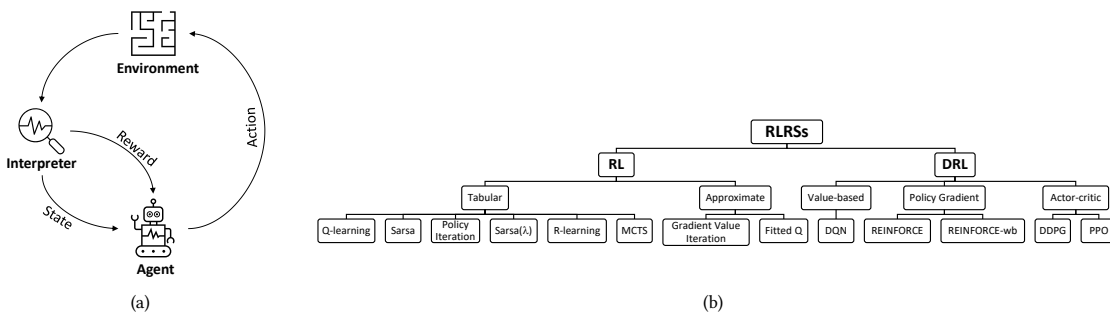 Environment
Interpreter
Reward
State
Action
Agent
(a)
RLRSs
RL
DRL
Tabular
Approximate
Value-based
Policy Gradient
Actor-critic
Q-learning
Sarsa
Policy
Iteration
Sarsa(λ)
R-learning
MCTS
Gradient Value
Iteration
Fitted Q
DQN
REINFORCE
REINFORCE-wb
DDPG
PPO
(b)